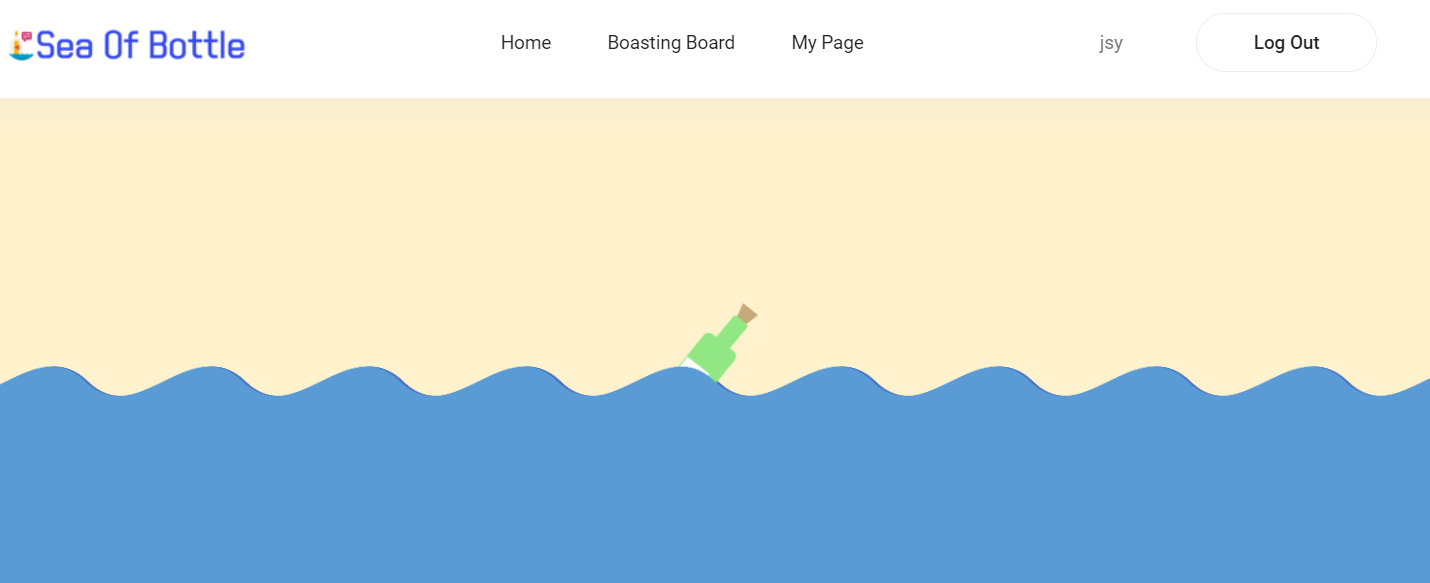 Sea Of Bottle
Home
Boasting Board
My Page
jsy
Log Out